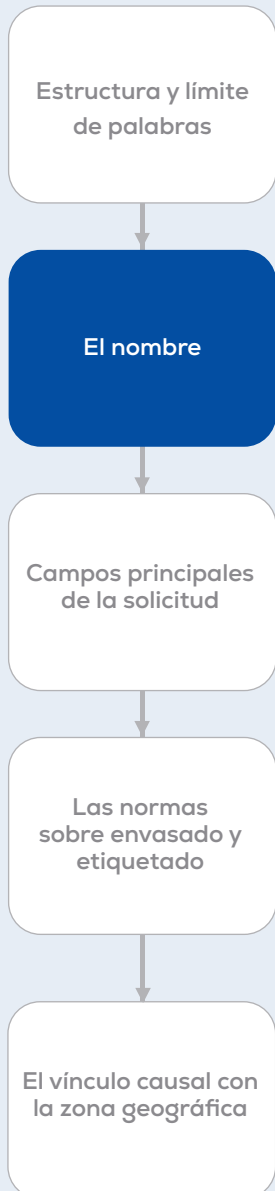 Estructura y límite
de palabras
El nombre
Campos principales
de la solicitud
Las normas
sobre envasado y
etiquetado
El vínculo causal con
la zona geográfica